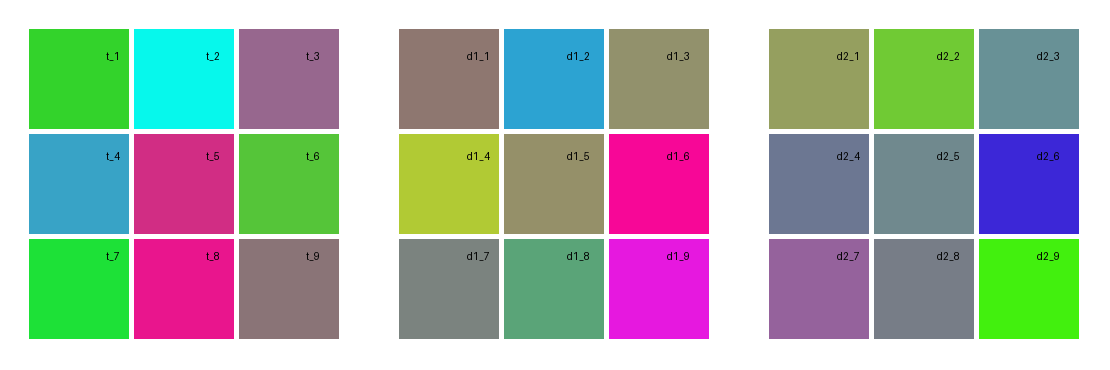 t_1 t_2 t_3 d1_1 d1_2 d1_3 d2_1 d2_2 d2_3
t_4 t_5 t_6 d1_4 d1_5 d1_6 d2_4 d2_5 d2_6
t_7 t_8 t_9 d1_7 d1_8 d1_9 d2_7 d2_8 d2_9